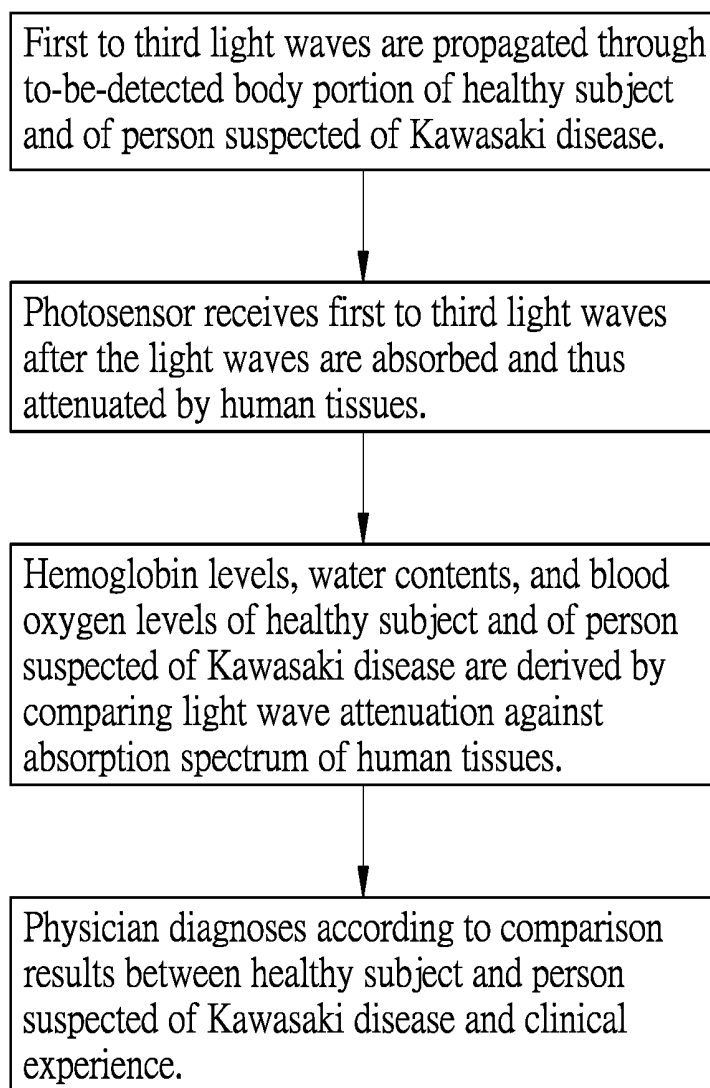 First to third light waves are propagated through
to-be-detected body portion of healthy subject
and of person suspected of Kawasaki disease.
Photosensor receives first to third light waves
after the light waves are absorbed and thus
attenuated by human tissues.
Hemoglobin levels, water contents, and blood
oxygen levels of healthy subject and of person
suspected of Kawasaki disease are derived by
comparing light wave attenuation against
absorption spectrum of human tissues.
Physician diagnoses according to comparison
results between healthy subject and person
suspected of Kawasaki disease and clinical
experience.